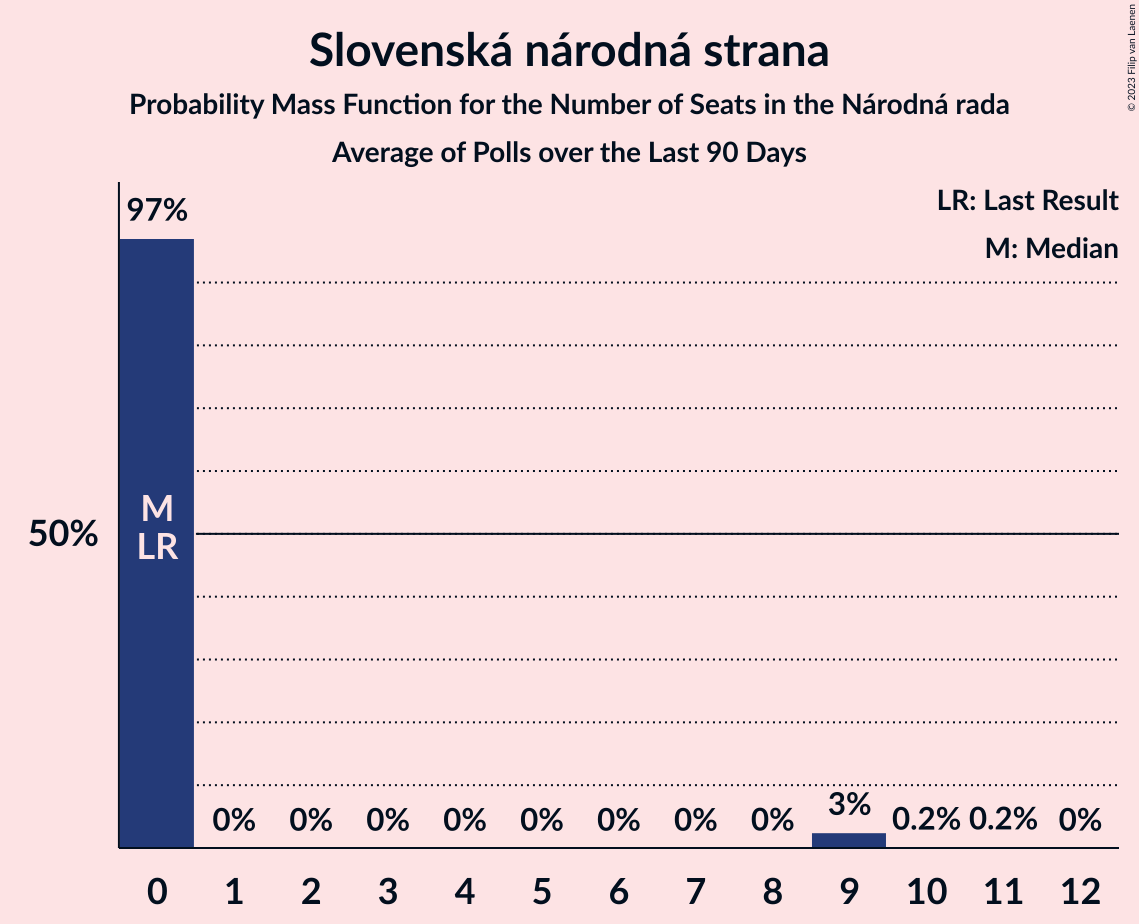 Slovenská národná strana
Probability Mass Function for the Number of Seats in the Národná rada
Average of Polls over the Last 90 Days
© 2023 Filip van Laenen
LR: Last Result
M: Median
97%
M
LR
50%
0% 0% 0% 0% 0% 0% 0% 0% 3% 0.2% 0.2% 0%
0 1 2 3 4 5 6 7 8 9 10 11 12